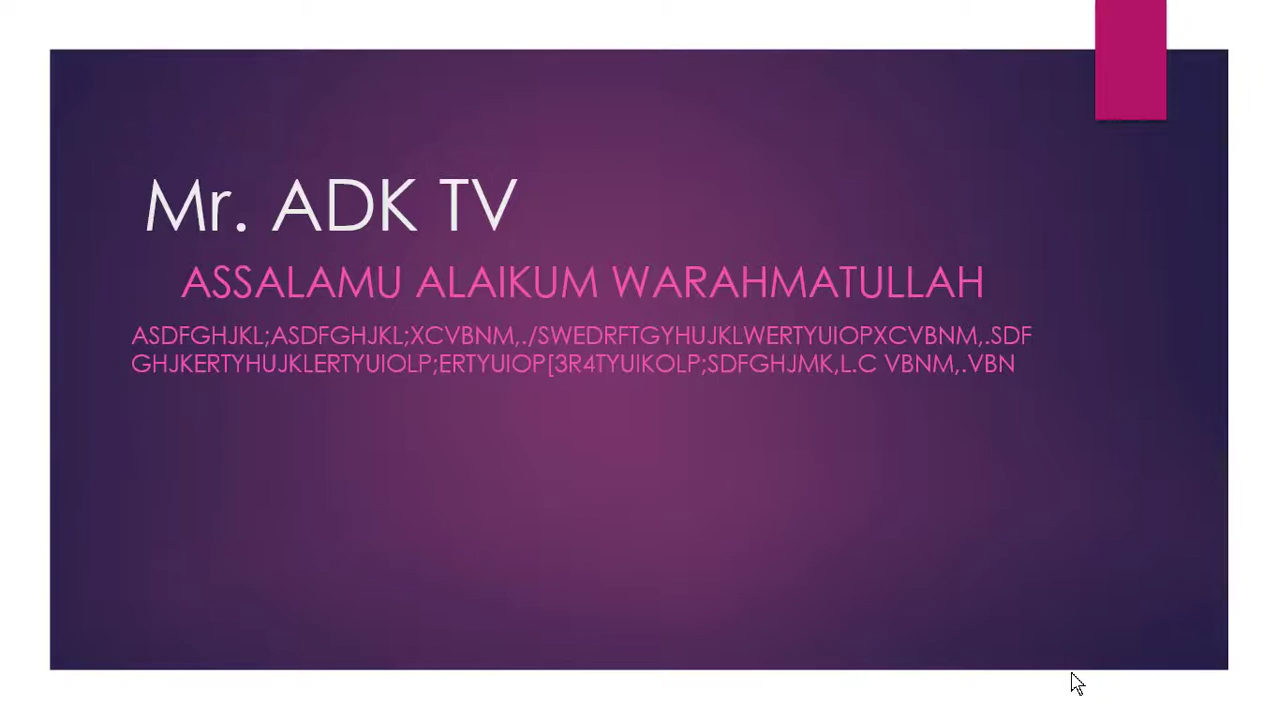 Mr. ADK TV
ASSALAMU ALAIKUM WARAHMATULLAH
ASDFGHJKL;ASDFGHJKL;XCVBNM,./SWEDRFTGYHUJKLWERTYUIOPXCVBNM,.SDF
GHJKERTYHUJKLERTYUIOLP;ERTYUIOP[3R4TYUIKOLP;SDFGHJMK,L.C VBNM,.VBN